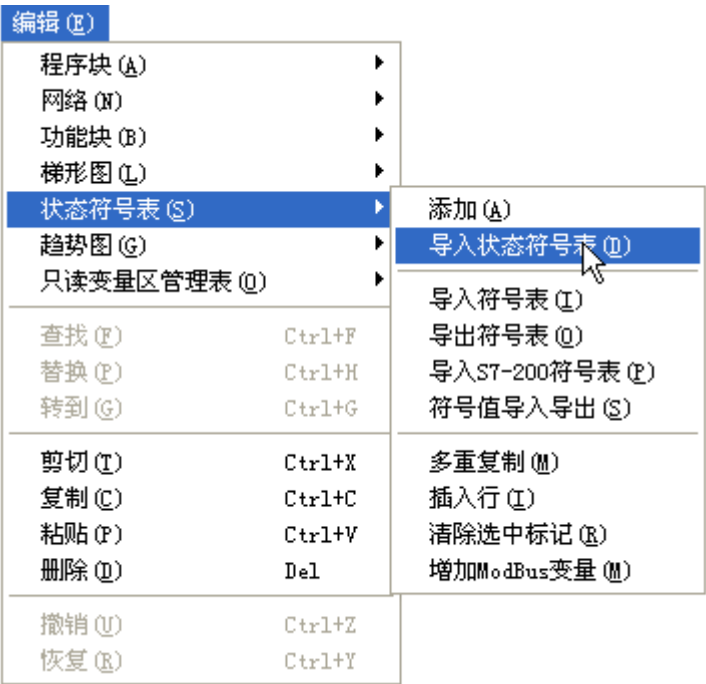 编辑(E)
程序块(A)
网络(N)
功能块(B)
梯形图(L)
状态符号表(S)
趋势图(G)
只读变量区管理表(O)
查找(F) Ctrl+F
替换(P) Ctrl+H
转到(G) Ctrl+G
剪切(T) Ctrl+X
复制(C) Ctrl+C
粘贴(P) Ctrl+V
删除(D) Del
撤销(U) Ctrl+Z
恢复(R) Ctrl+Y
添加(A)
导入状态符号表(D)
导入符号表(I)
导出符号表(O)
导入S7-200符号表(P)
符号值导入导出(S)
多重复制(M)
插入行(I)
清除选中标记(R)
增加ModBus变量(M)